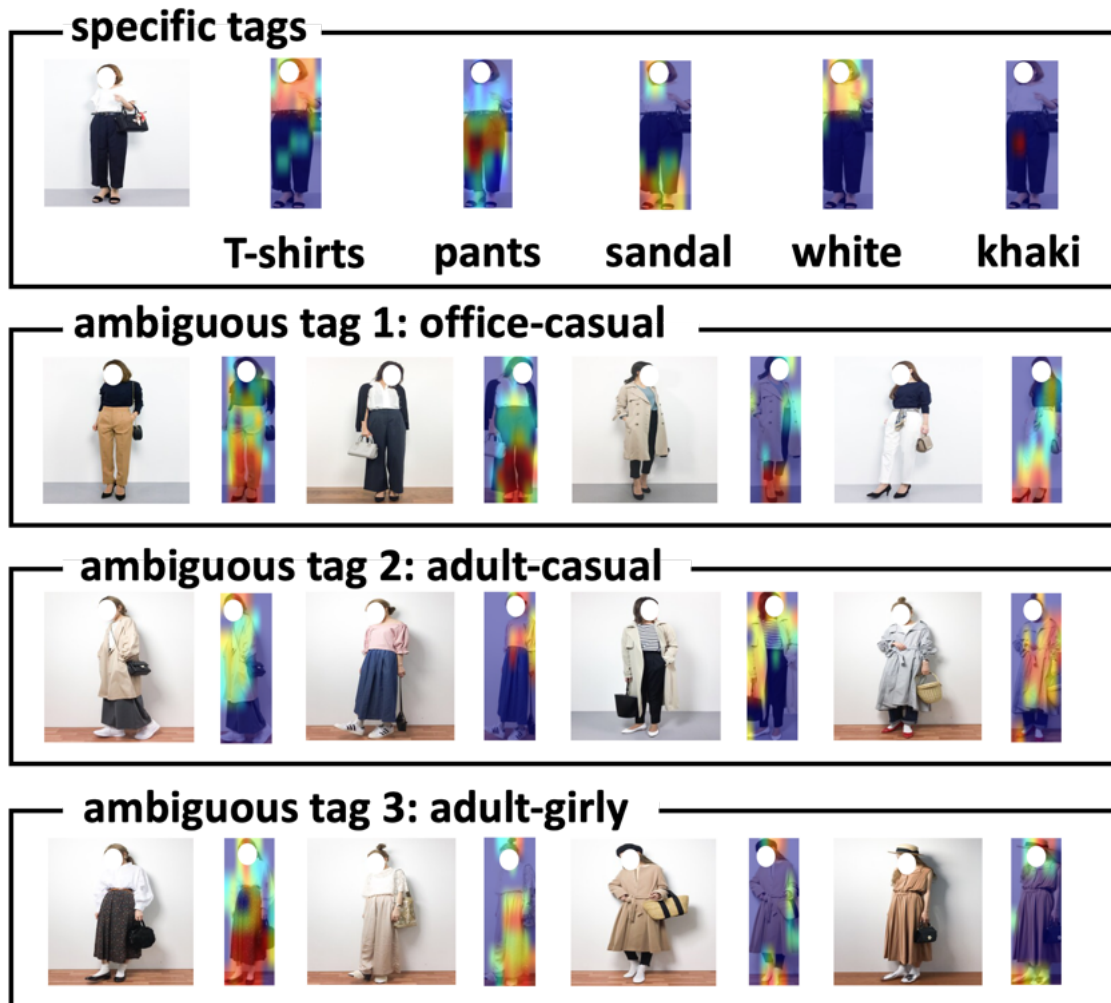 specific tags
T-shirts pants sandal white khaki
ambiguous tag 1: office-casual
ambiguous tag 2: adult-casual
ambiguous tag 3: adult-girly